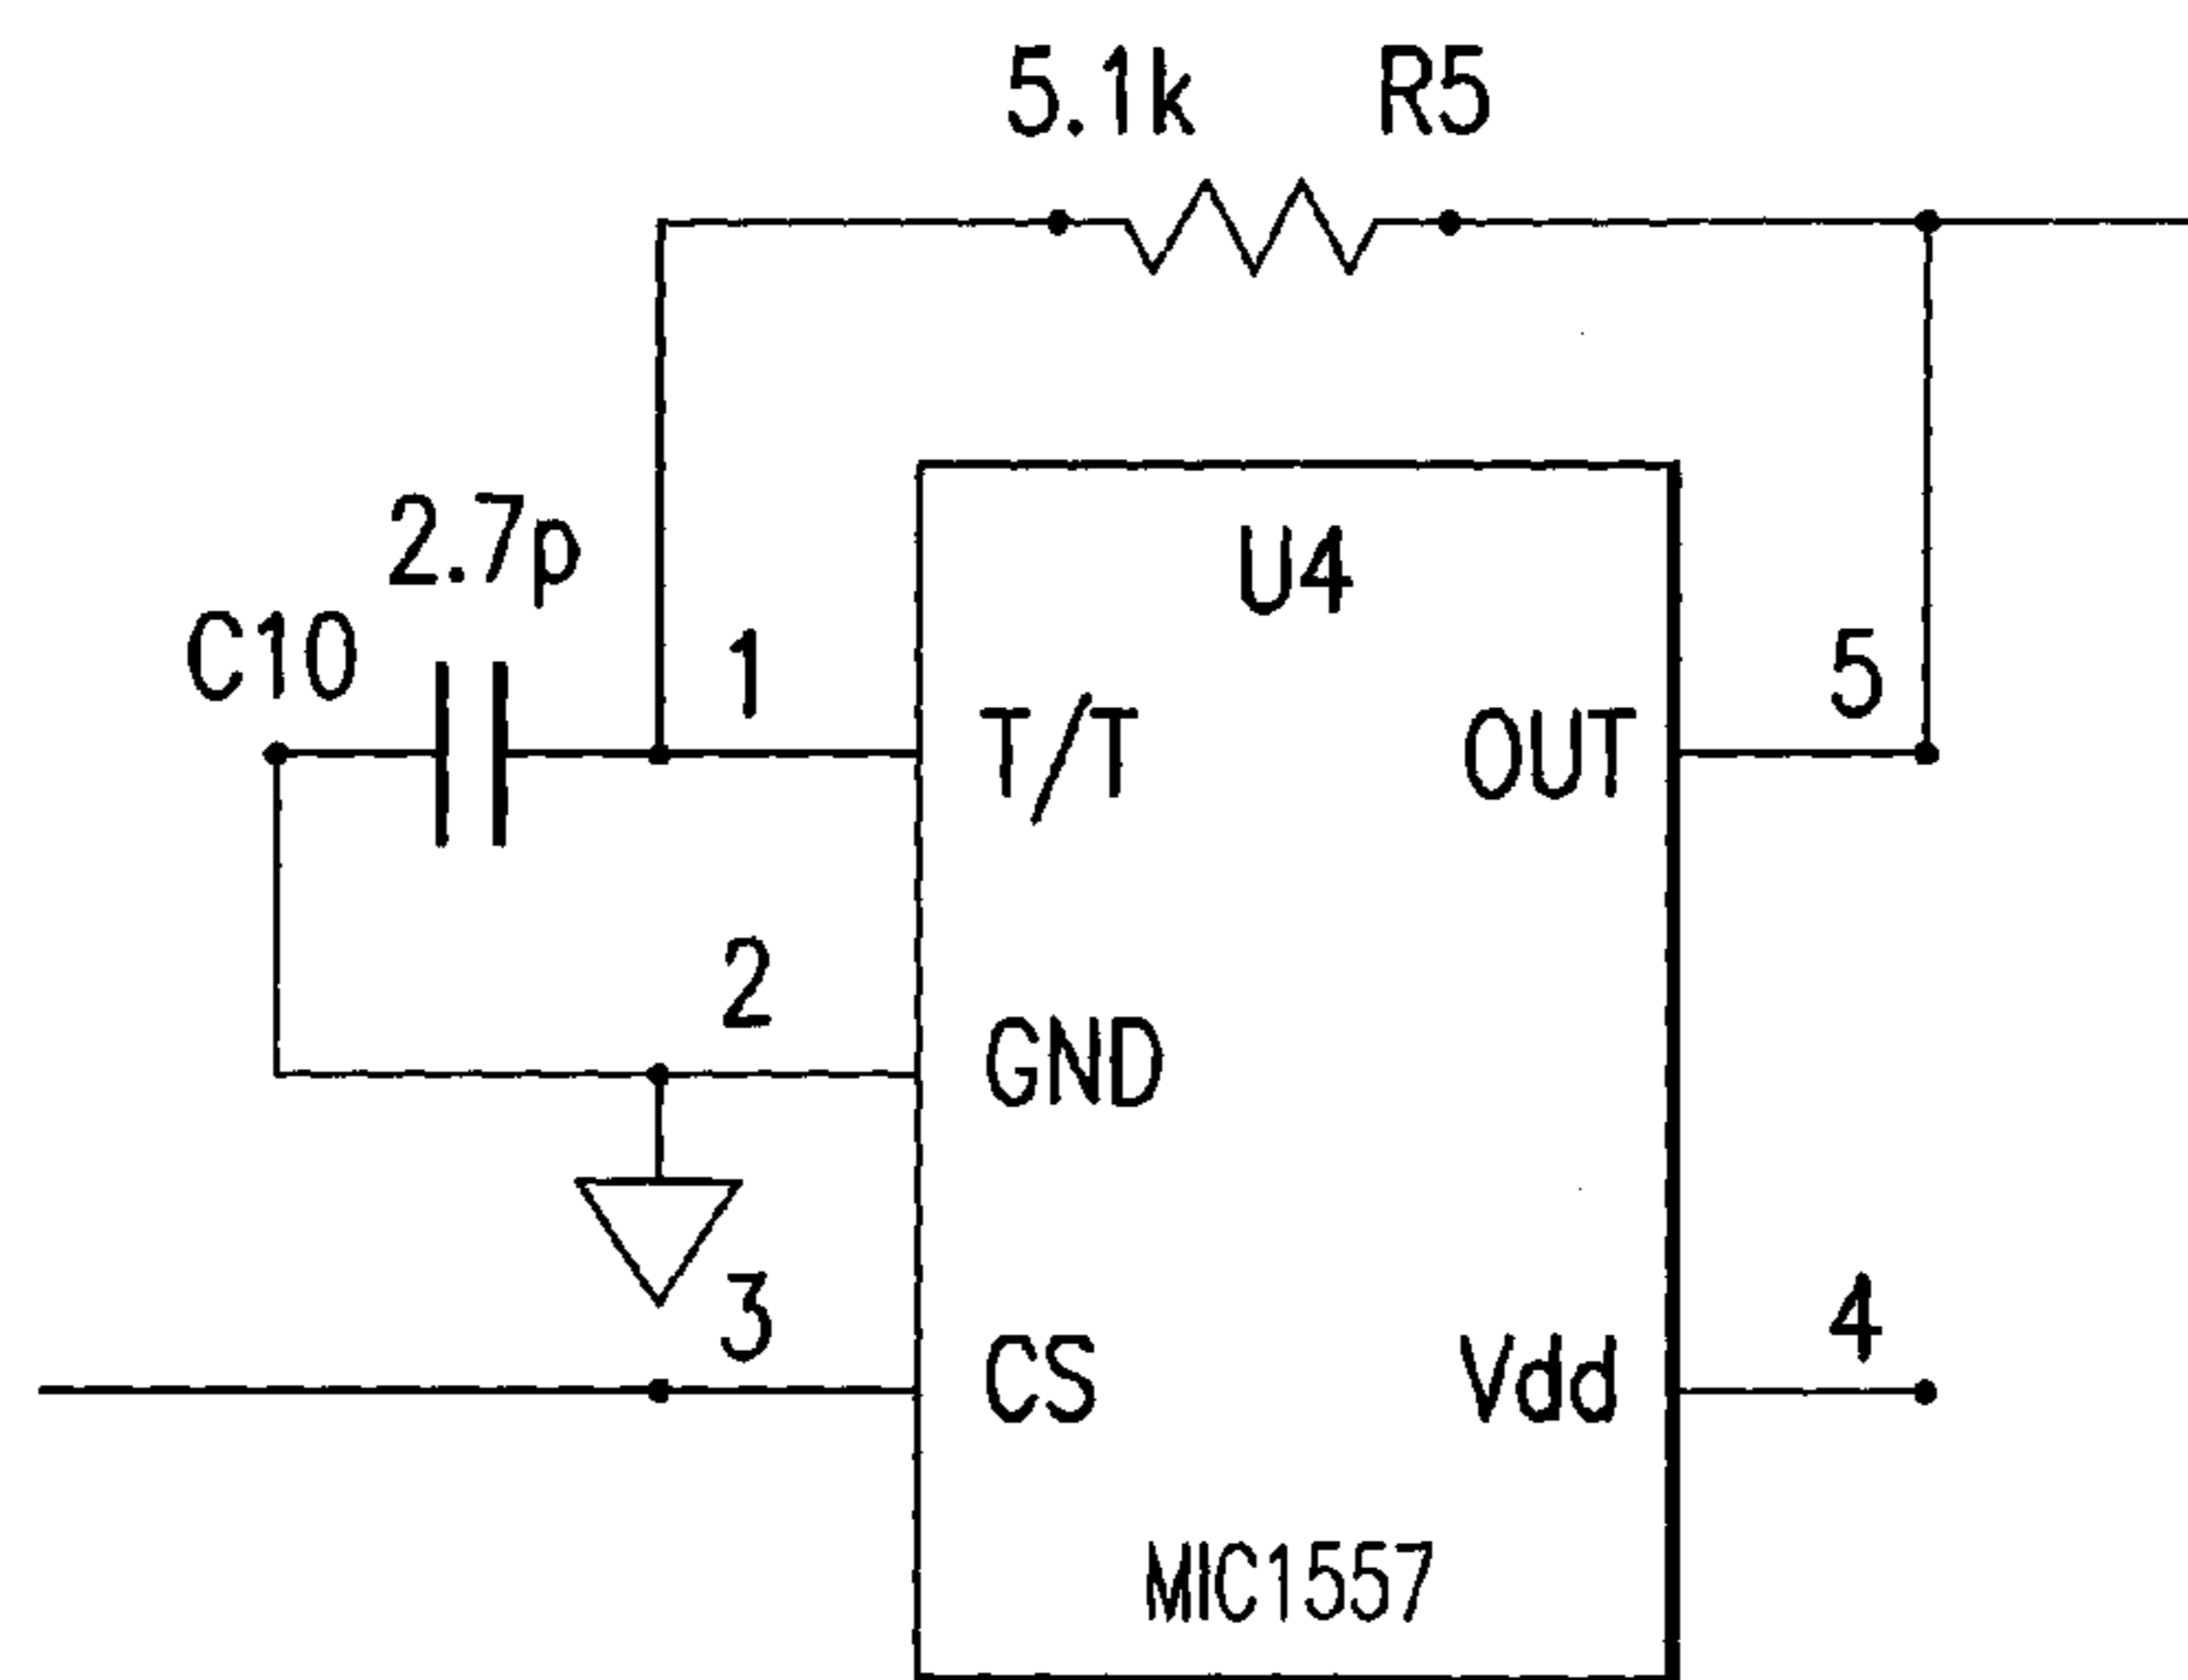 5.1k R5
2.7p
C10
U4
1
5
T/T
OUT
2
GND
3
4
CS
Vdd
MIC1557